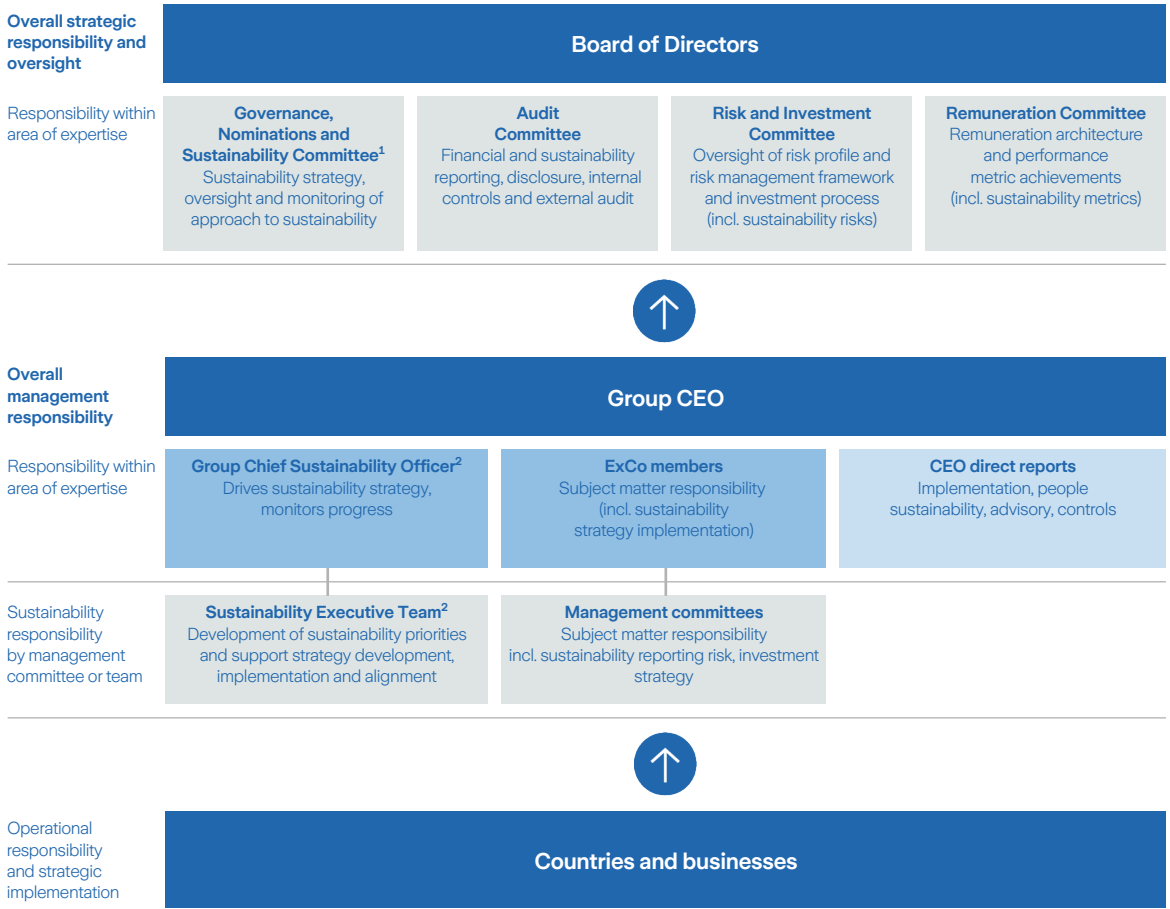 Overall strategic
responsibility and
oversight
Board of Directors
Responsibility within
area of expertise
Governance,
Nominations and
Sustainability Committee¹
Sustainability strategy,
oversight and monitoring of
approach to sustainability
Audit
Committee
Financial and sustainability
reporting, disclosure, internal
controls and external audit
Risk and Investment
Committee
Oversight of risk profile and
risk management framework
and investment process
(incl. sustainability risks)
Remuneration Committee
Remuneration architecture
and performance
metric achievements
(incl. sustainability metrics)
Overall
management
responsibility
Group CEO
Responsibility within
area of expertise
Group Chief Sustainability Officer²
Drives sustainability strategy,
monitors progress
ExCo members
Subject matter responsibility
(incl. sustainability
strategy implementation)
CEO direct reports
Implementation, people
sustainability, advisory, controls
Sustainability
responsibility
by management
committee or team
Sustainability Executive Team²
Development of sustainability priorities
and support strategy development,
implementation and alignment
Management committees
Subject matter responsibility
incl. sustainability reporting risk, investment
strategy
Operational
responsibility
and strategic
implementation
Countries and businesses